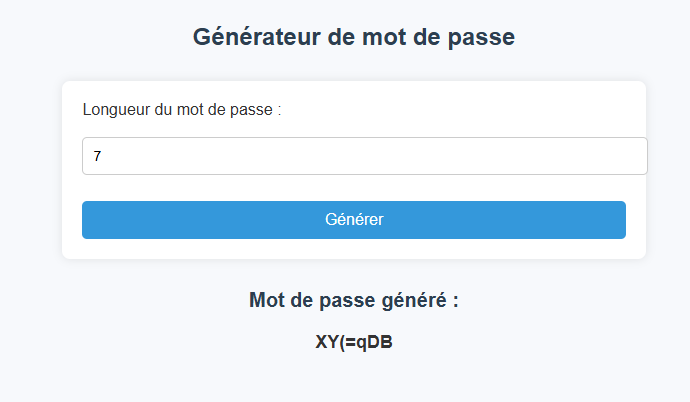 Générateur de mot de passe
Longueur du mot de passe :
7
Générer
Mot de passe généré :
XY(=qDB